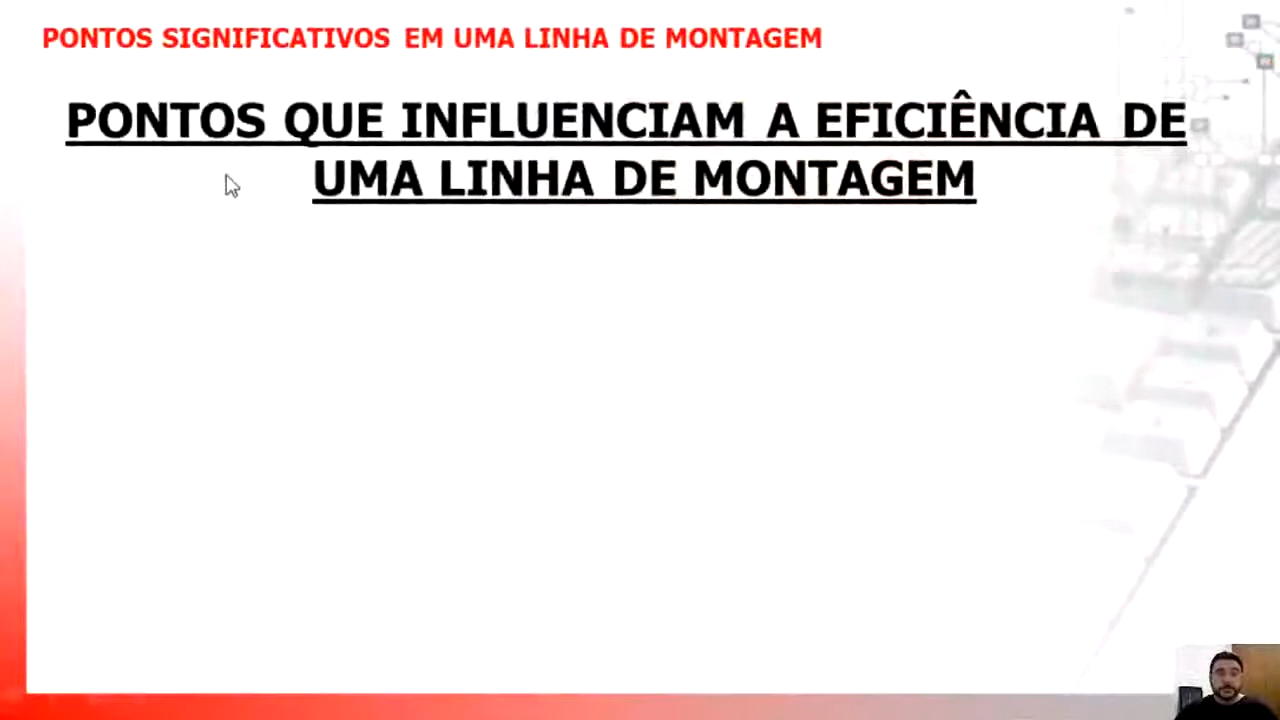 PONTOS SIGNIFICATIVOS EM UMA LINHA DE MONTAGEM
PONTOS QUE INFLUENCIAM A EFICIÊNCIA DE
UMA LINHA DE MONTAGEM